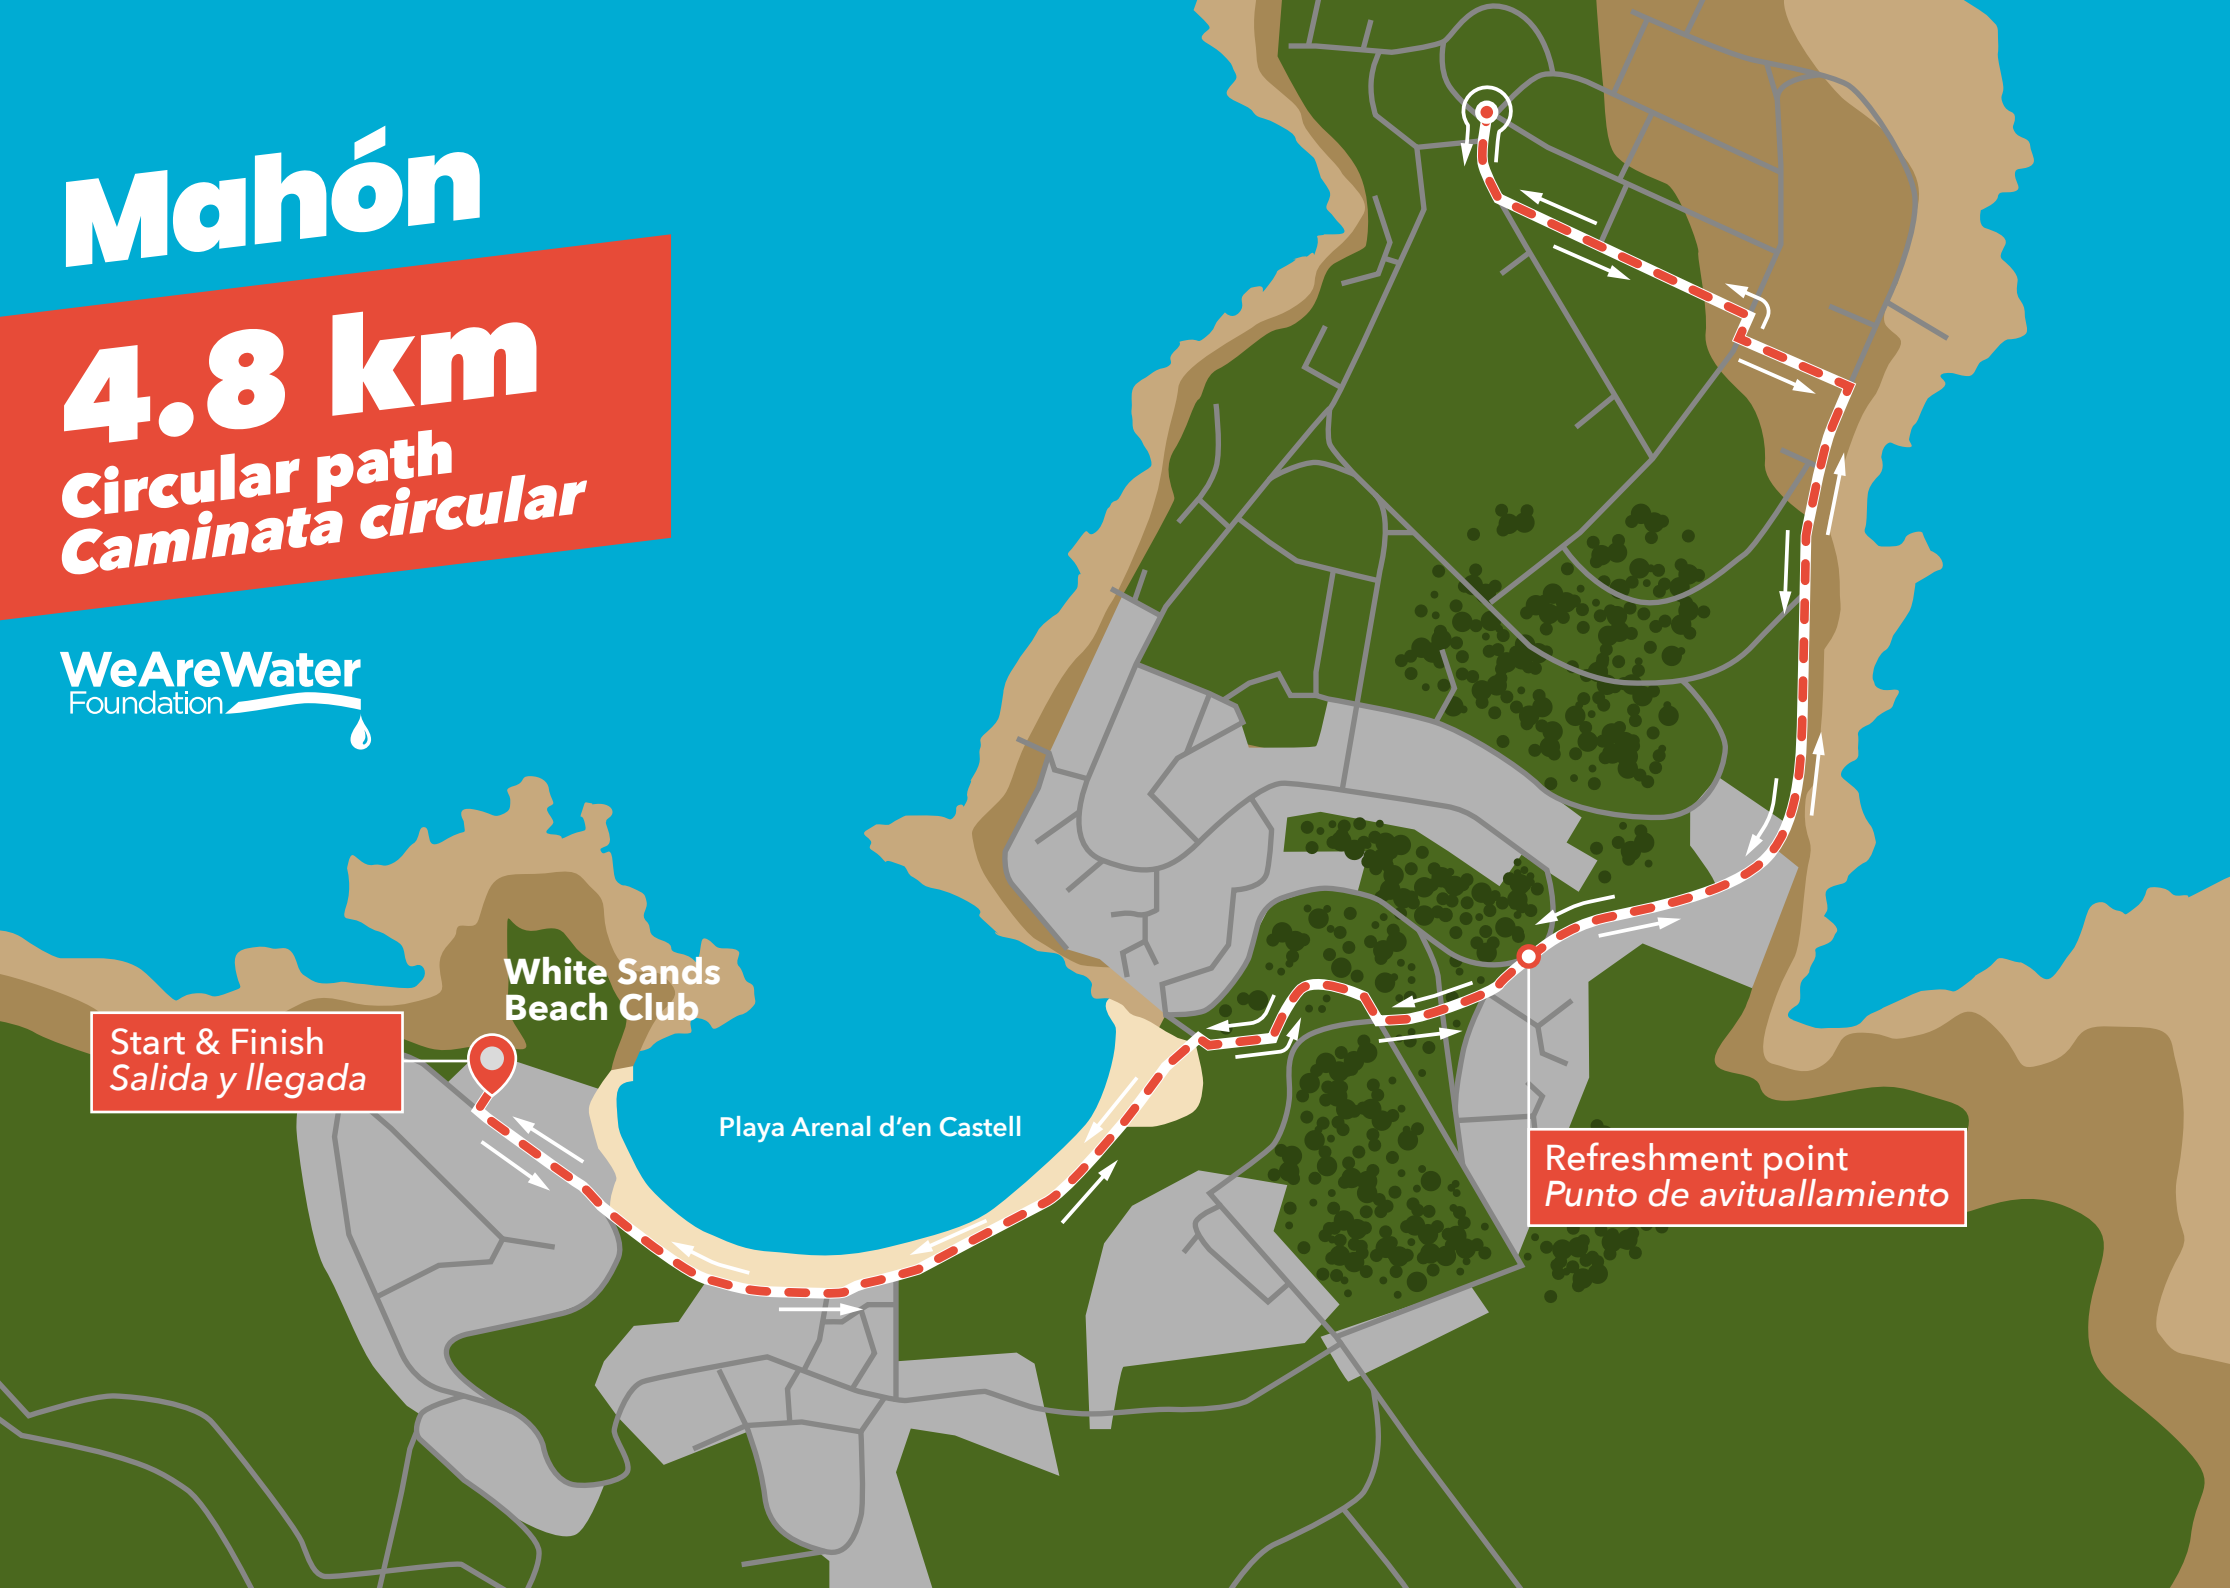 Mahón
4.8 km
Circular path
Caminata circular
WeAreWater
Foundation
White Sands
Beach Club
Start & Finish
Salida y llegada
Playa Arenal d’en Castell
Refreshment point
Punto de avituallamiento